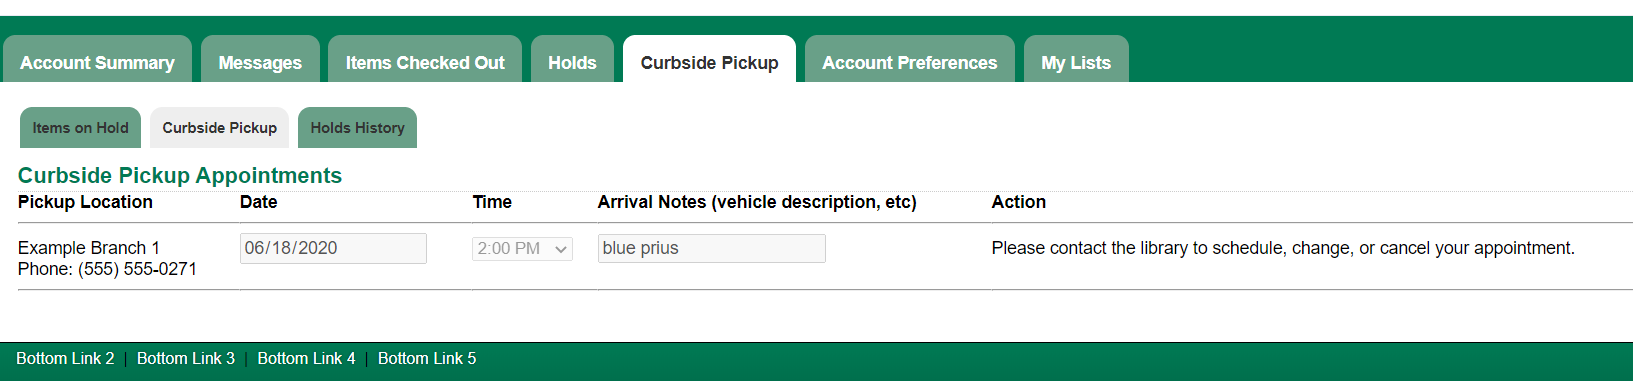 Account Summary Messages Items Checked Out Holds Curbside Pickup Account Preferences My Lists
Items on Hold Curbside Pickup Holds History
Curbside Pickup Appointments
Pickup Location Date Time Arrival Notes (vehicle description, etc) Action
Example Branch 1 06/18/2020 2:00 PM blue prius Please contact the library to schedule, change, or cancel your appointment.
Phone: (555) 555-0271
Bottom Link 2 | Bottom Link 3 | Bottom Link 4 | Bottom Link 5